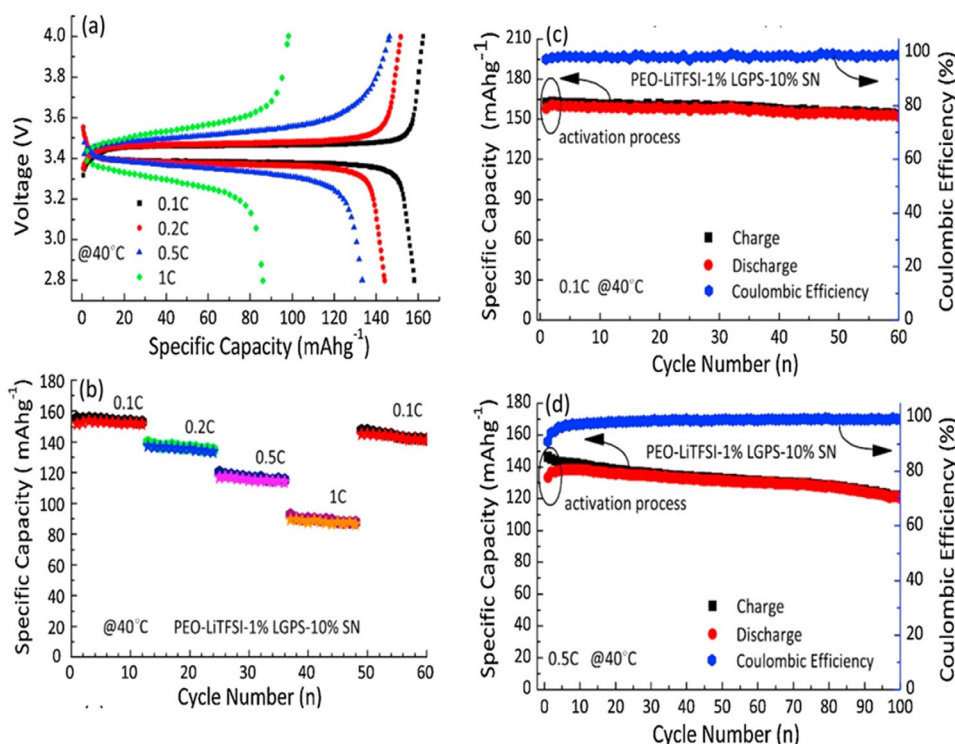 (a)
4.0
3.8
3.6
3.4
3.2
3.0
2.8
Voltage (V)
0.1C
0.2C
0.5C
1C
@40°C
0 20 40 60 80 100 120 140 160
Specific Capacity (mAhg⁻¹)
(b)
180
160
140
120
100
80
60
40
20
0
Specific Capacity ( mAhg⁻¹)
0.1C
0.2C
0.5C
1C
0.1C
@40°C PEO-LiTFSI-1% LGPS-10% SN
0 10 20 30 40 50 60
Cycle Number (n)
(c)
210
180
150
120
90
60
30
0
Specific Capacity (mAhg⁻¹)
PEO-LiTFSI-1% LGPS-10% SN
activation process
Charge
Discharge
Coulombic Efficiency
0.1C @40°C
0 10 20 30 40 50 60
Cycle Number (n)
100
80
60
40
20
0
Coulombic Efficiency (%)
(d)
180
160
140
120
100
80
60
40
20
0
Specific Capacity (mAhg⁻¹)
PEO-LiTFSI-1% LGPS-10% SN
activation process
Charge
Discharge
Coulombic Efficiency
0.5C @40°C
0 10 20 30 40 50 60 70 80 90 100
Cycle Number (n)
100
80
60
40
20
0
Coulombic Efficiency (%)